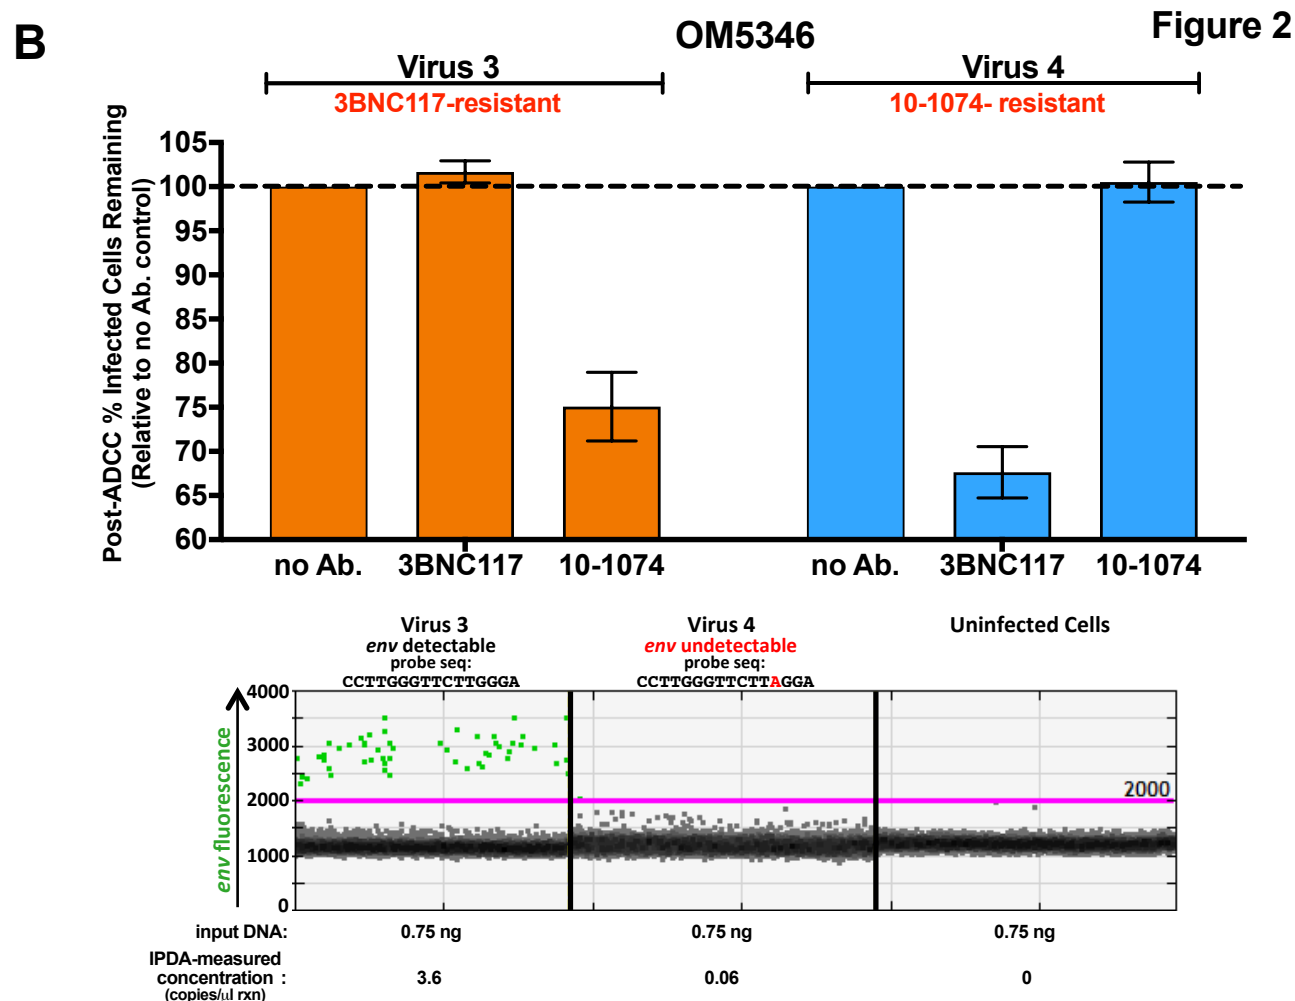 B
OM5346
Figure 2
Virus 3
3BNC117-resistant
Virus 4
10-1074- resistant
Post-ADCC % Infected Cells Remaining
(Relative to no Ab. control)
105
100
95
90
85
80
75
70
65
60
no Ab.
3BNC117
10-1074
no Ab.
3BNC117
10-1074
Virus 3
env detectable
probe seq:
CCTTGGGTTCTTGGGA
Virus 4
env undetectable
probe seq:
CCTTGGGTTCTTAGGA
Uninfected Cells
env fluorescence
4000
3000
2000
1000
0
2000
input DNA:
0.75 ng
0.75 ng
0.75 ng
IPDA-measured
concentration :
(copies/μl rxn)
3.6
0.06
0